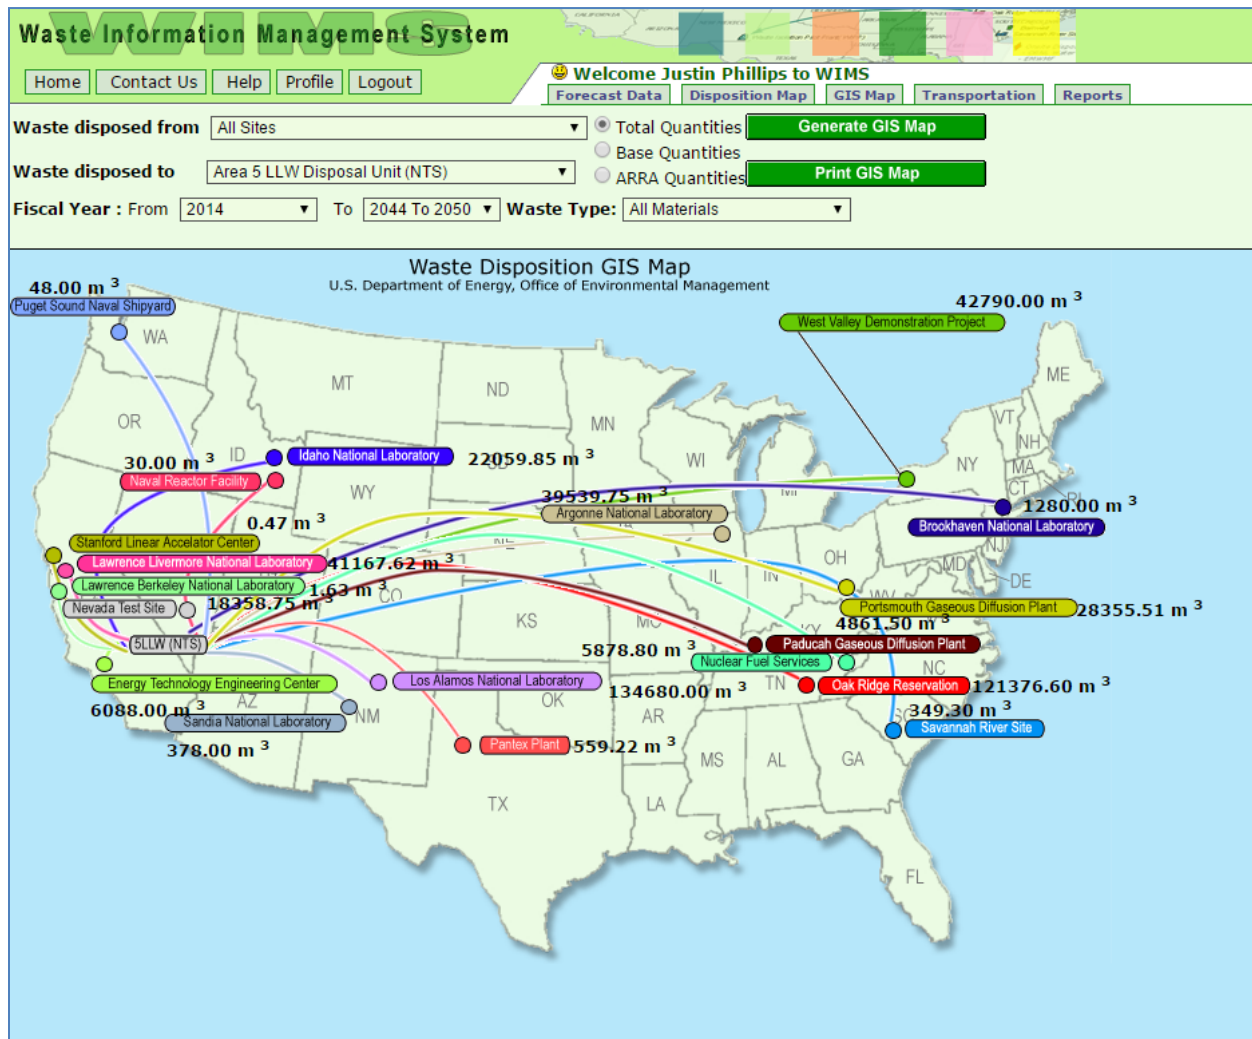 Waste Information Management System
Home
Contact Us
Help
Profile
Logout
Welcome Justin Phillips to WIMS
Forecast Data
Disposition Map
GIS Map
Transportation
Reports
Waste disposed from All Sites
Total Quantities
Generate GIS Map
Base Quantities
Waste disposed to Area 5 LLW Disposal Unit (NTS)
ARRA Quantities
Print GIS Map
Fiscal Year : From 2014 To 2044 To 2050 Waste Type: All Materials
Waste Disposition GIS Map
U.S. Department of Energy, Office of Environmental Management
48.00 m 3
Puget Sound Naval Shipyard
42790.00 m 3
West Valley Demonstration Project
WA
MT
ND
ME
OR
MN
VT
NH
ID
Idaho National Laboratory
22059.85 m 3
SD
WI
NY
MA
30.00 m 3
Naval Reactor Facility
WY
MI
CT
RI
39539.75 m 3
Argonne National Laboratory
1280.00 m 3
Brookhaven National Laboratory
0.47 m 3
Stanford Linear Accelator Center
NE
IA
NJ
OH
MD
DE
Lawrence Livermore National Laboratory
41167.62 m 3
IL
IN
Lawrence Berkeley National Laboratory
1.63 m 3
CO
WV
Nevada Test Site
18358.75 m 3
Portsmouth Gaseous Diffusion Plant
28355.51 m 3
KS
MO
KY
4861.50 m 3
5LLW (NTS)
5878.80 m 3
Paducah Gaseous Diffusion Plant
Nuclear Fuel Services
NC
Energy Technology Engineering Center
Los Alamos National Laboratory
134680.00 m 3
TN
Oak Ridge Reservation
121376.60 m 3
6088.00 m 3
AZ
NM
OK
AR
SC
349.30 m 3
Sandia National Laboratory
Savannah River Site
378.00 m 3
Pantex Plant
559.22 m 3
MS
AL
GA
TX
LA
FL